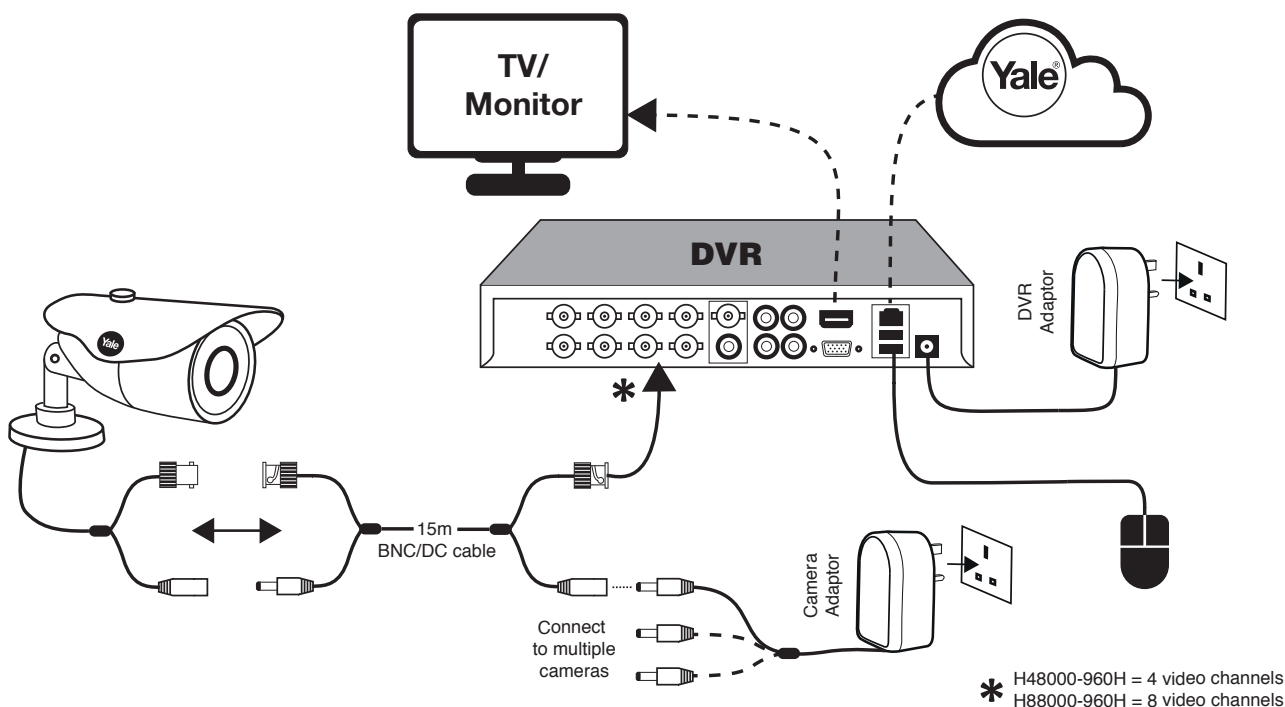 TV/
Monitor
Yale®
DVR
DVR
Adaptor
Yale
*
15m
BNC/DC cable
Camera
Adaptor
Connect
to multiple
cameras
* H48000-960H = 4 video channels
H88000-960H = 8 video channels